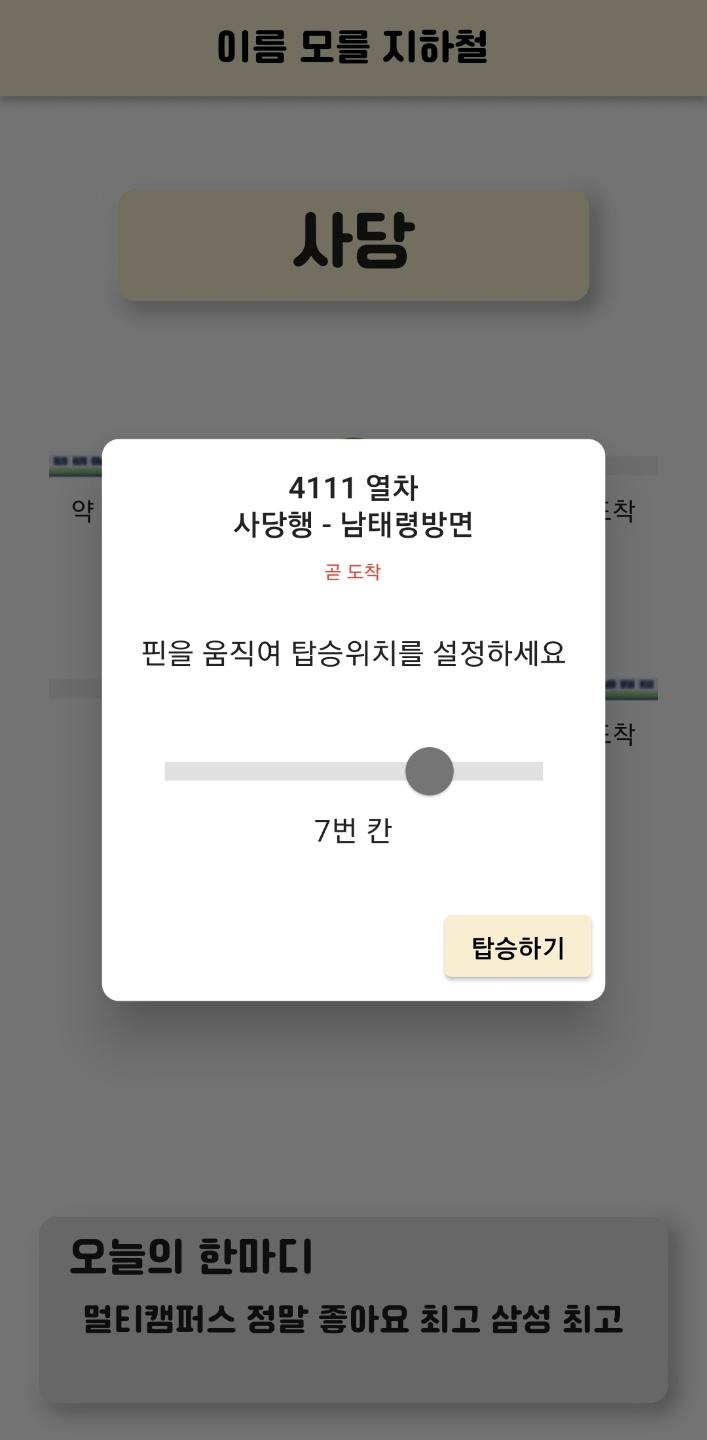 이름 모를 지하철
사당
4111 열차
사당행 - 남태령방면
곧 도착
약
도착
핀을 움직여 탑승위치를 설정하세요
도착
7번 칸
탑승하기
오늘의 한마디
멀티캠퍼스 정말 좋아요 최고 삼성 최고